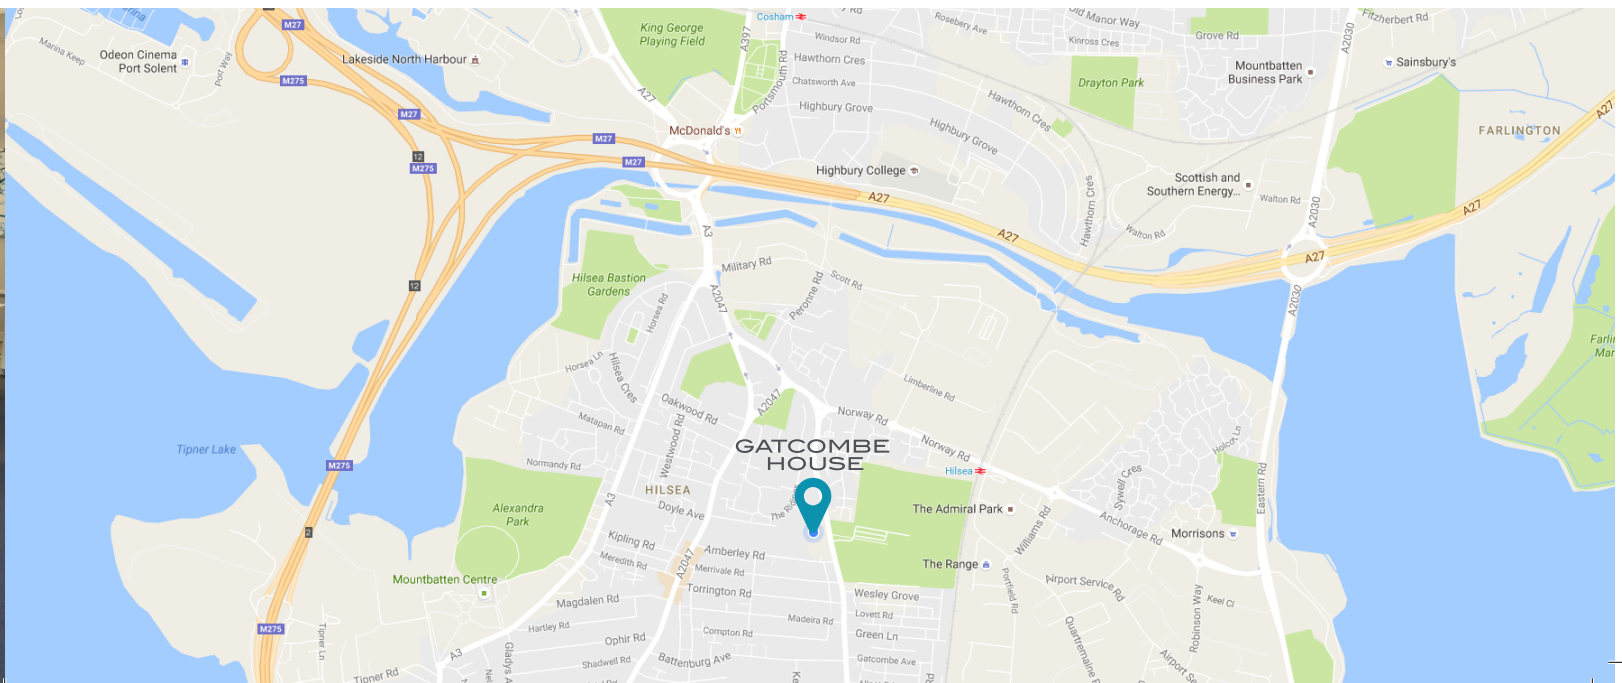 Cosham
King George
Playing Field
A397
Portsmouth Rd
Windsor Rd
Hawthorn Cres
Chatsworth Ave
Highbury Grove
Rosebery Ave
Old Manor Way
Kinross Cres
Grove Rd
A2030
Fitzherbert Rd
Sainsbury's
Mountbatten
Business Park
Drayton Park
Hawthorn Cres
Highbury Grove
FARLINGTON
A27
M27
Marina Keep
Odeon Cinema
Port Solent
Port Way
M275
Lakeside North Harbour
A27
M27
McDonald's
M27
M27
12
M275
Highbury College
A27
Scottish and
Southern Energy...
Walton Rd
A2030
A27
Hawthorn Cres
Walton Rd
A27
A3
A27
Military Rd
Hilsea Bastion
Gardens
12
A2047
Peronne Rd
Scott Rd
Horsea Rd
A2030
Horsea Ln
Hilsea Cres
Limberline Rd
Oakwood Rd
A2047
Matapan Rd
Westwood Rd
Norway Rd
Norway Rd
Tipner Lake
GATCOMBE
HOUSE
Holcot Ln
Normandy Rd
M275
Hilsea
Sywell Cres
Eastern Rd
HILSEA
A3
Doyle Ave
Alexandra
Park
The Admiral Park
Williams Rd
Anchorage Rd
Morrisons
2
Kipling Rd
Meredith Rd
A2047
Amberley Rd
Merrivale Rd
Torrington Rd
The Range
Portfield Rd
Airport Service Rd
Mountbatten Centre
Wesley Grove
Magdalen Rd
Lovett Rd
Madeira Rd
Keel Cl
Robinson Way
M275
Tipner Ln
Hartley Rd
Ophir Rd
Compton Rd
Green Ln
Quartremaine
A3
Shadwell Rd
Battenburg Ave
Gatcombe Ave
Tipner Rd